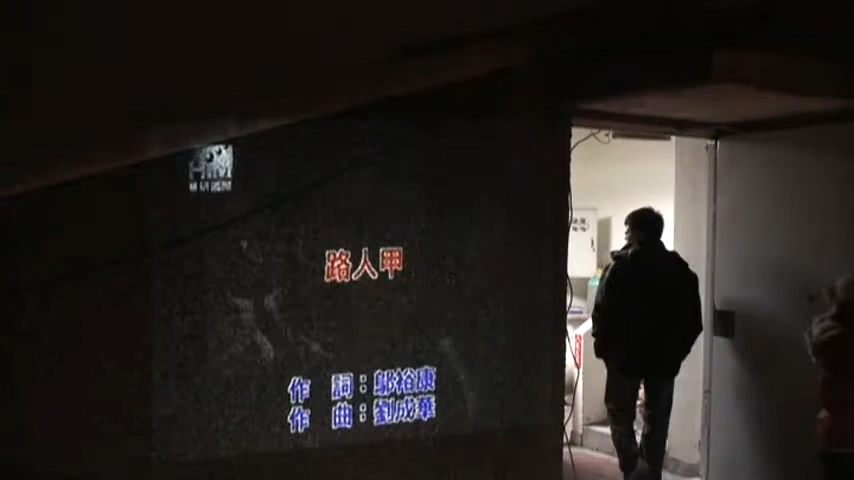 路人甲
作 詞：鄔裕康
作 曲：劉成華